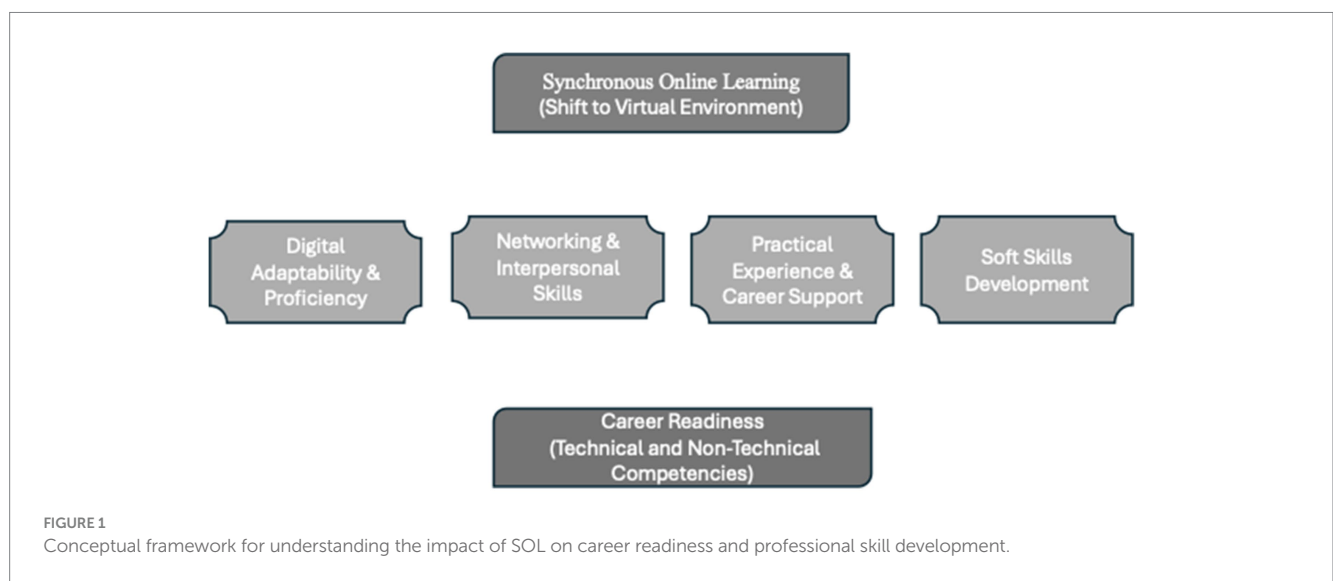 Synchronous Online Learning
(Shift to Virtual Environment)
Digital
Adaptability &
Proficiency
Networking &
Interpersonal
Skills
Practical
Experience &
Career Support
Soft Skills
Development
Career Readiness
(Technical and Non-Technical
Competencies)
FIGURE 1
Conceptual framework for understanding the impact of SOL on career readiness and professional skill development.